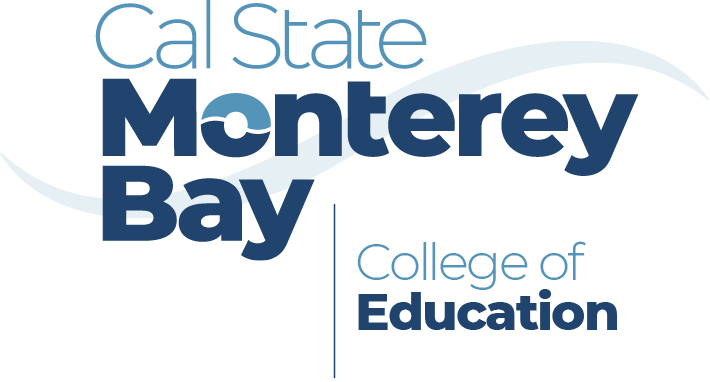 Cal State
Monterey
Bay
College of
Education